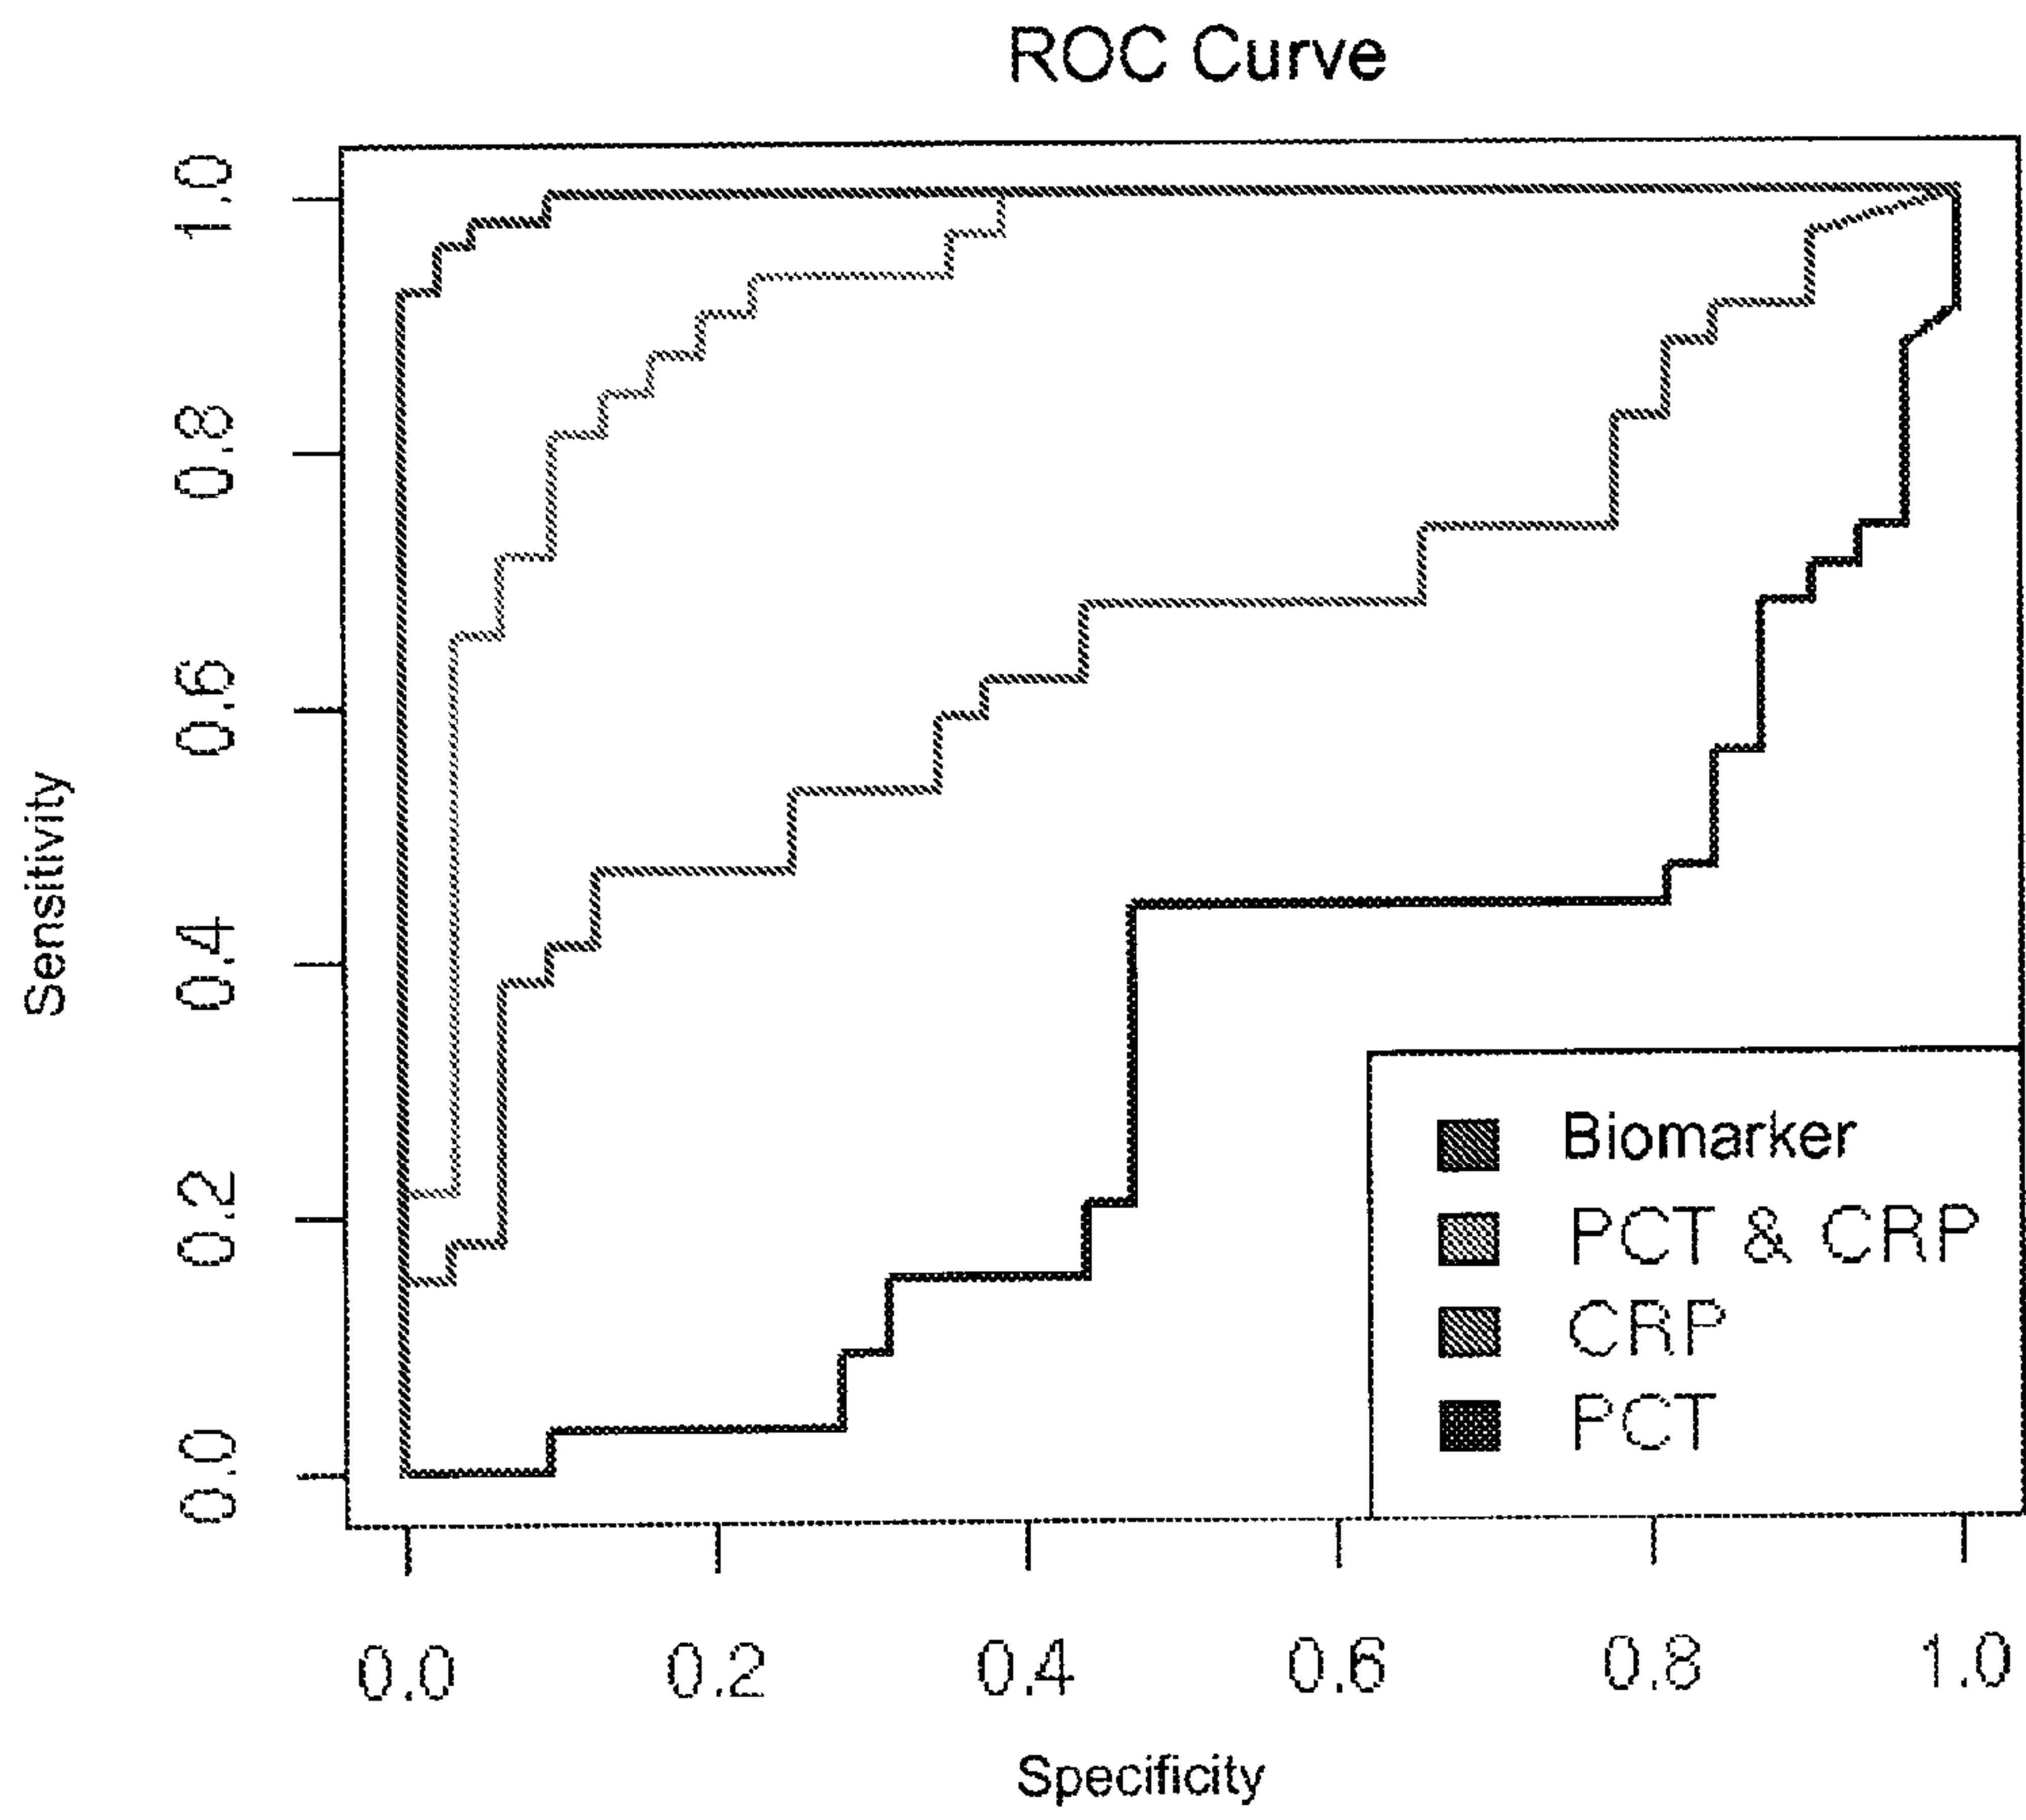 ROC Curve
Sensitivity
1.0
0.8
0.6
0.4
0.2
0.0
Biomarker
PCT & CRP
CRP
PCT
0.0 0.2 0.4 0.6 0.8 1.0
Specificity